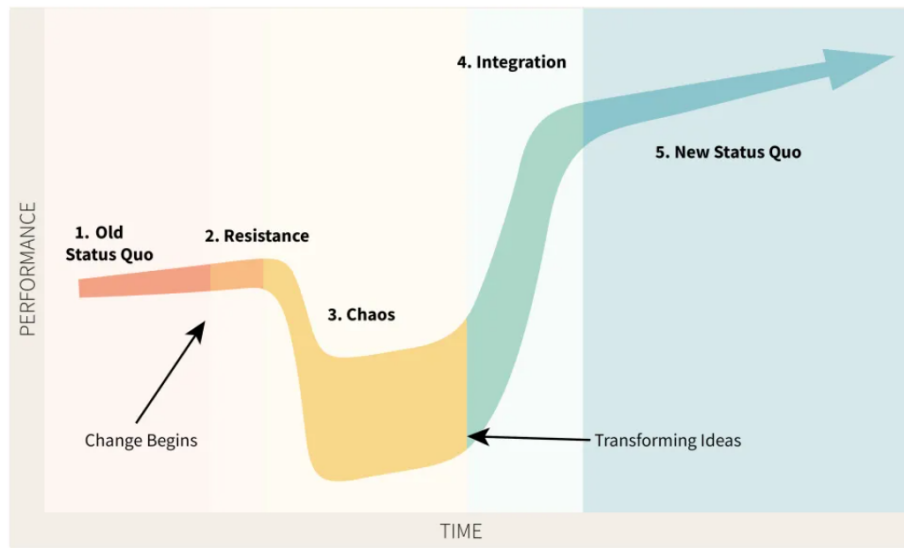 4. Integration
5. New Status Quo
1. Old
Status Quo
2. Resistance
3. Chaos
Change Begins
Transforming Ideas
PERFORMANCE
TIME